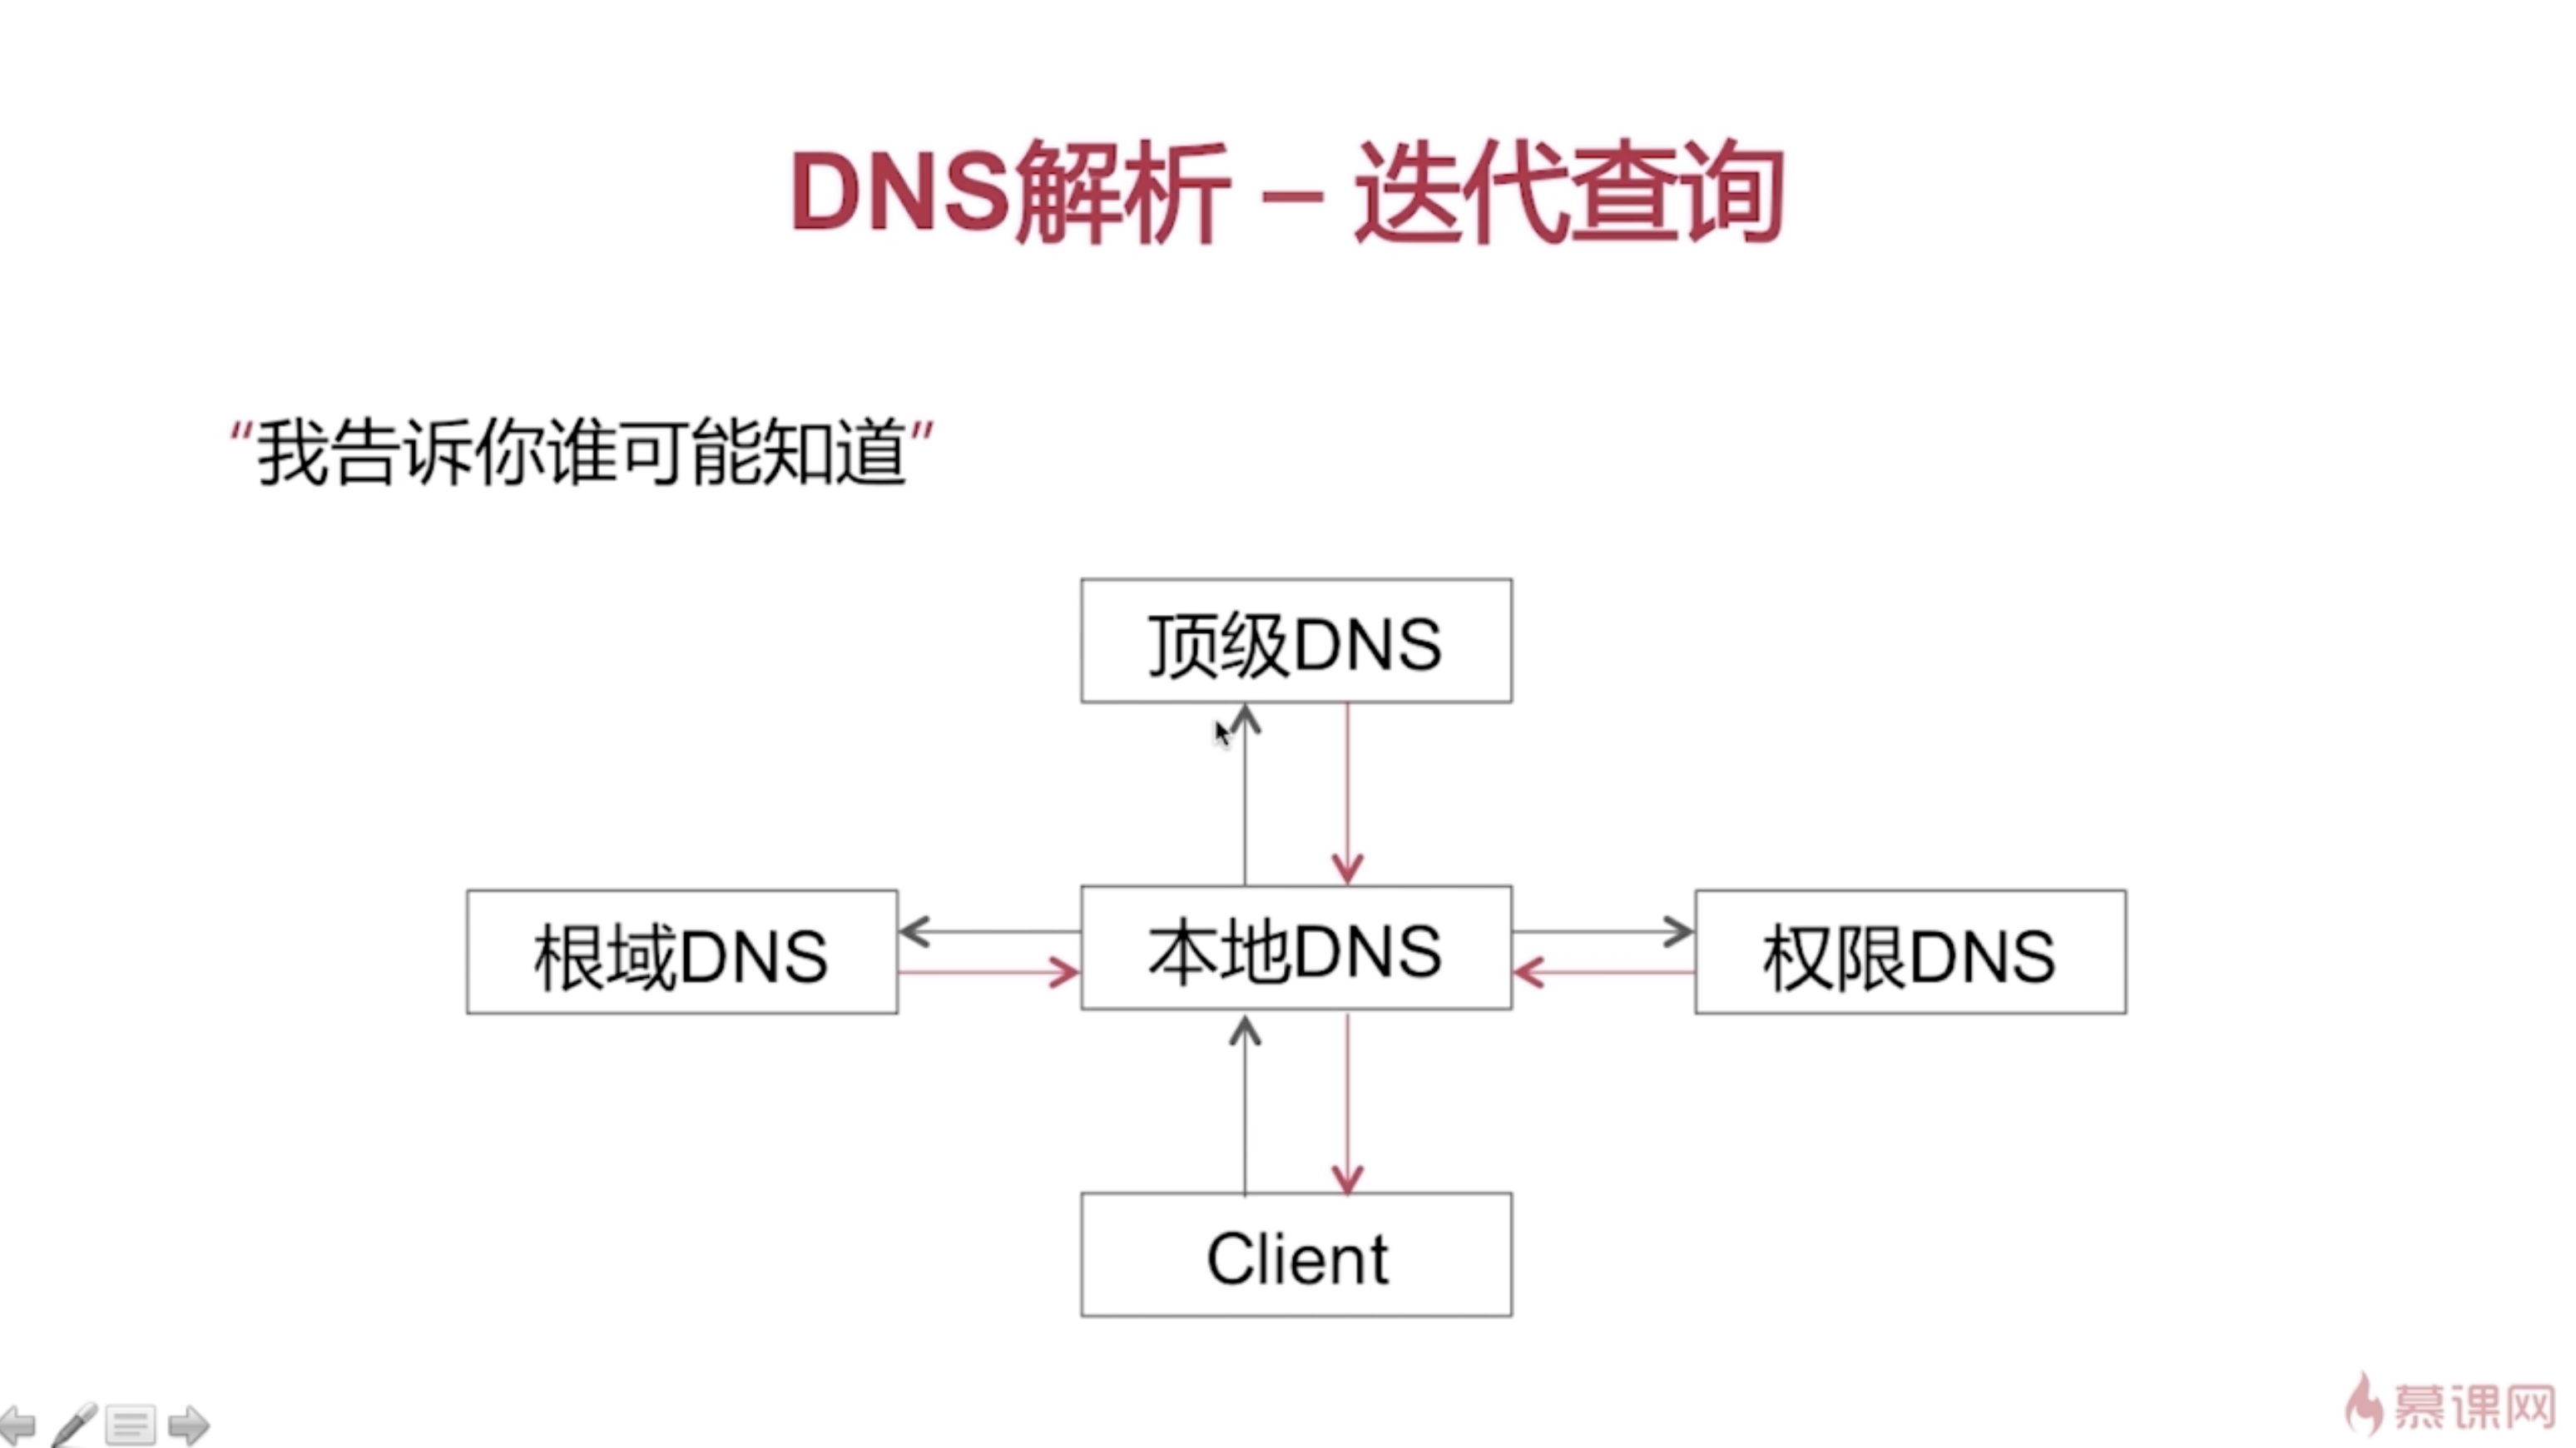 DNS解析 – 迭代查询
“我告诉你谁可能知道”
顶级DNS
根域DNS
本地DNS
权限DNS
Client
慕课网